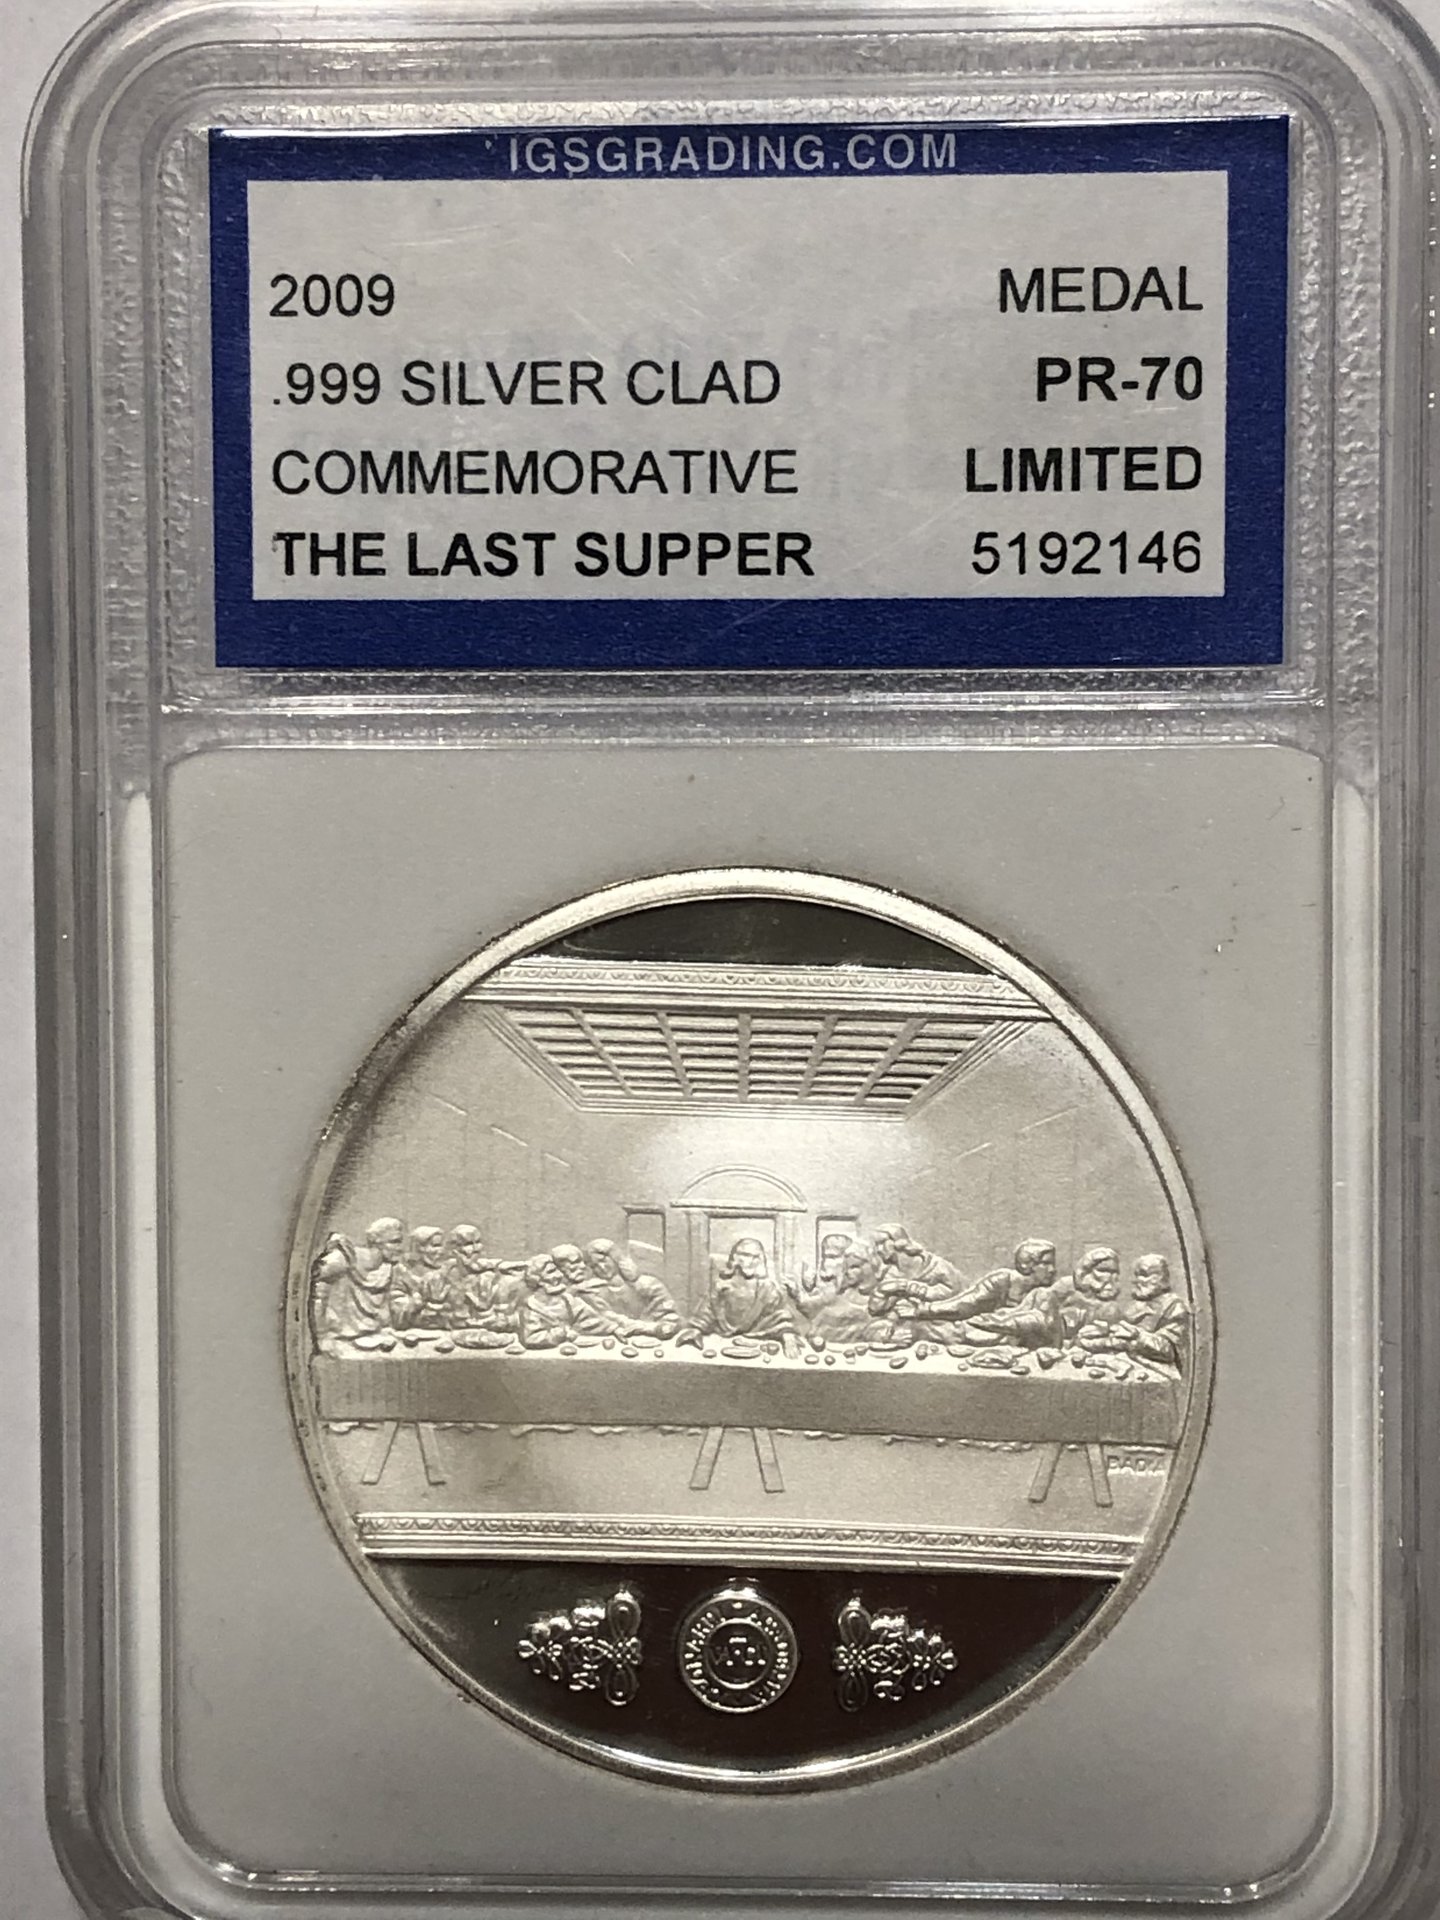 IGSGRADING.COM
2009 MEDAL
.999 SILVER CLAD PR-70
COMMEMORATIVE LIMITED
THE LAST SUPPER 5192146